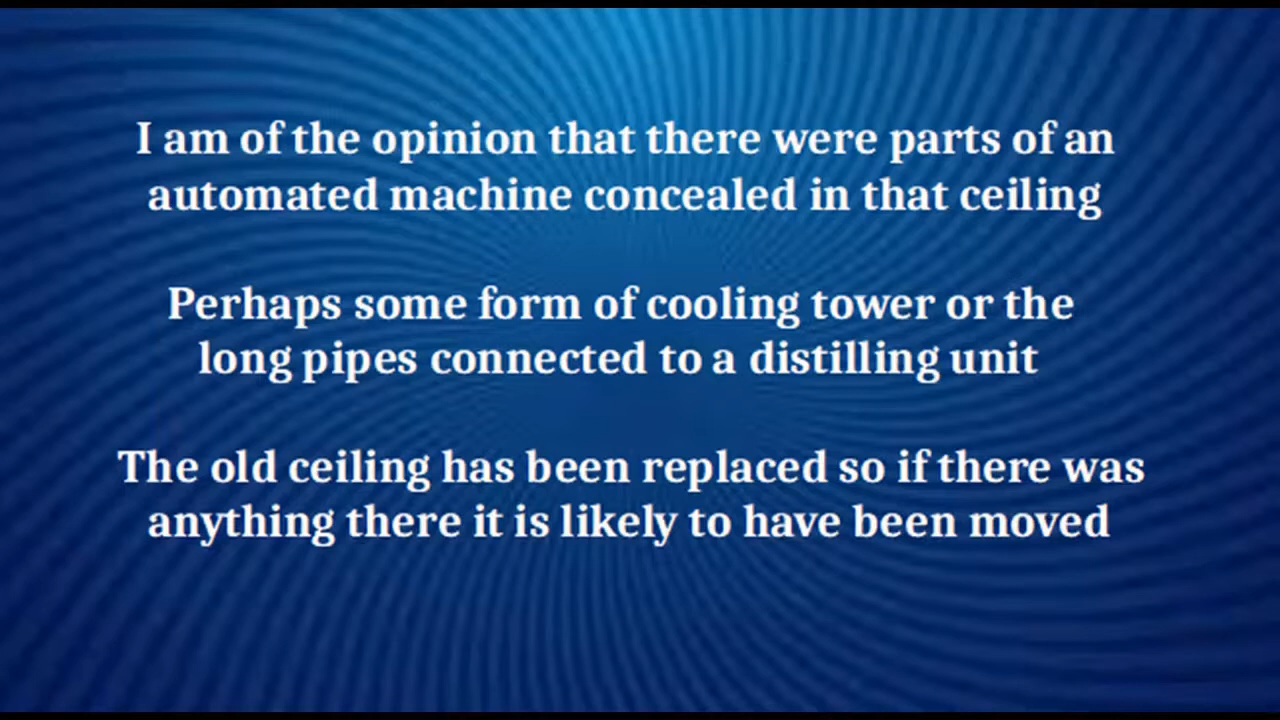 I am of the opinion that there were parts of an
automated machine concealed in that ceiling
Perhaps some form of cooling tower or the
long pipes connected to a distilling unit
The old ceiling has been replaced so if there was
anything there it is likely to have been moved